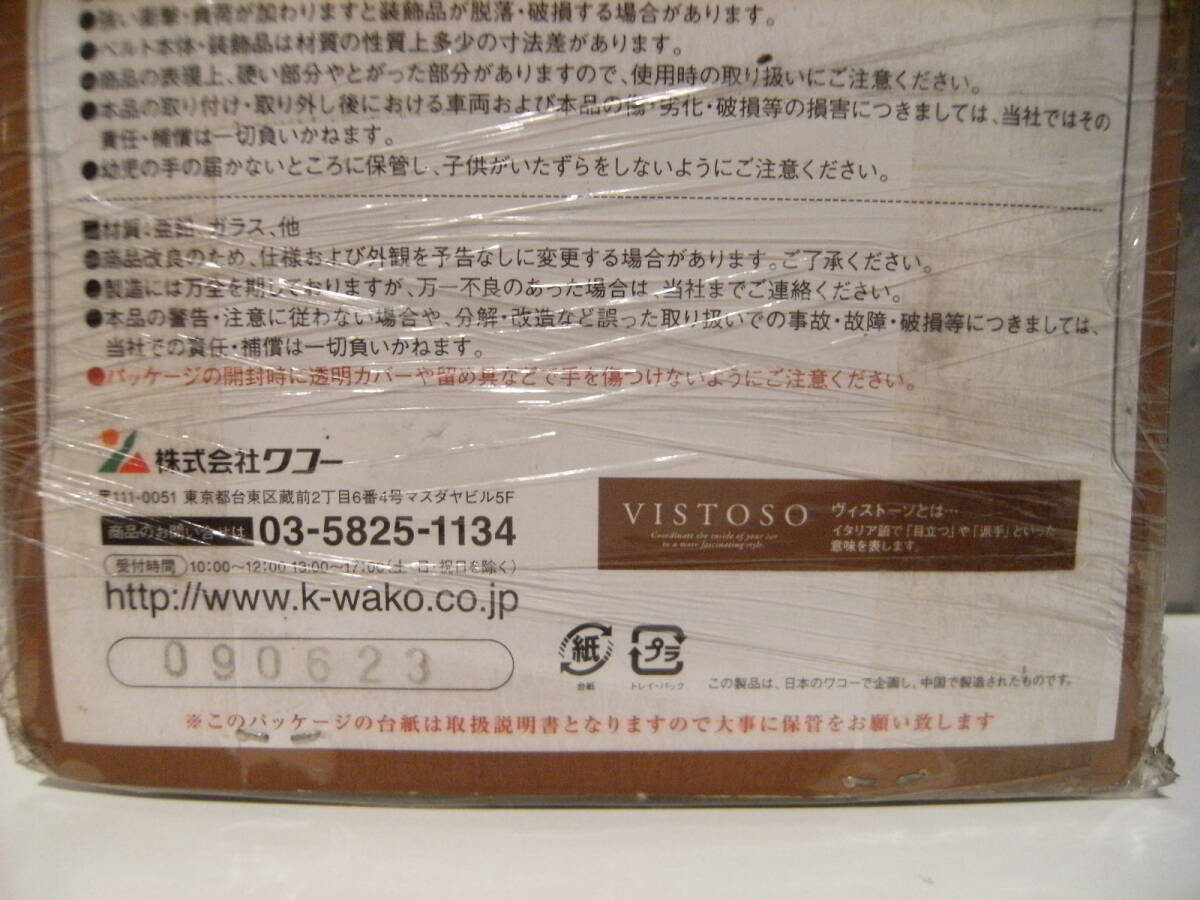 ●強い衝撃・負荷が加わりますと装飾品が脱落・破損する場合があります。
●ベルト本体・装飾品は材質の性質上多少の寸法差があります。
●商品の表現上、硬い部分やとがった部分がありますので、使用時の取り扱いにご注意ください。
●本品の取り付け・取り外し後における車両および本品の傷・劣化・破損等の損害につきましては、当社ではその
責任・補償は一切負いかねます。
●幼児の手の届かないところに保管し、子供がいたずらをしないようにご注意ください。
■材質:亜鉛、ガラス、他
●商品改良のため、仕様および外観を予告なしに変更する場合があります。ご了承ください。
●製造には万全を期しておりますが、万一不良のあった場合は、当社までご連絡ください。
●本品の警告・注意に従わない場合や、分解・改造など誤った取り扱いでの事故・故障・破損等につきましては、
当社での責任・補償は一切負いかねます。
●パッケージの開封時に透明カバーや留め具などで手を傷つけないようにご注意ください。
株式会社ワコー
〒111-0051 東京都台東区蔵前2丁目6番4号マスダヤビル5F
商品のお問い合せは 03-5825-1134
受付時間 10:00〜12:00 13:00〜17:00(土・日・祝日を除く)
http://www.k-wako.co.jp
090623
VISTOSO
Coordinate the inside of your car
to a more fascinating style.
ヴィストーソとは…
イタリア語で「目立つ」や「派手」といった
意味を表します。
紙
台紙
プラ
トレイ・パック
この製品は、日本のワコーで企画し、中国で製造されたものです。
※このパッケージの台紙は取扱説明書となりますので大事に保管をお願い致します